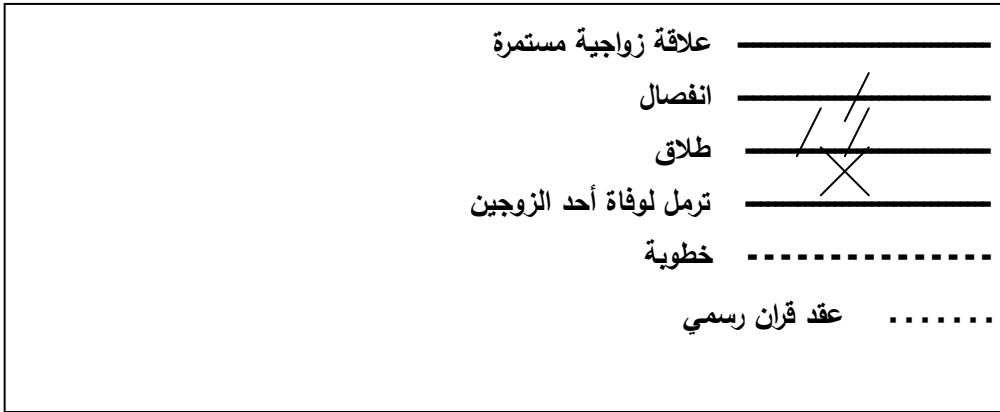 علاقة زواجية مستمرة
انفصال
طلاق
ترمل لوفاة أحد الزوجين
خطوبة
عقد قران رسمي